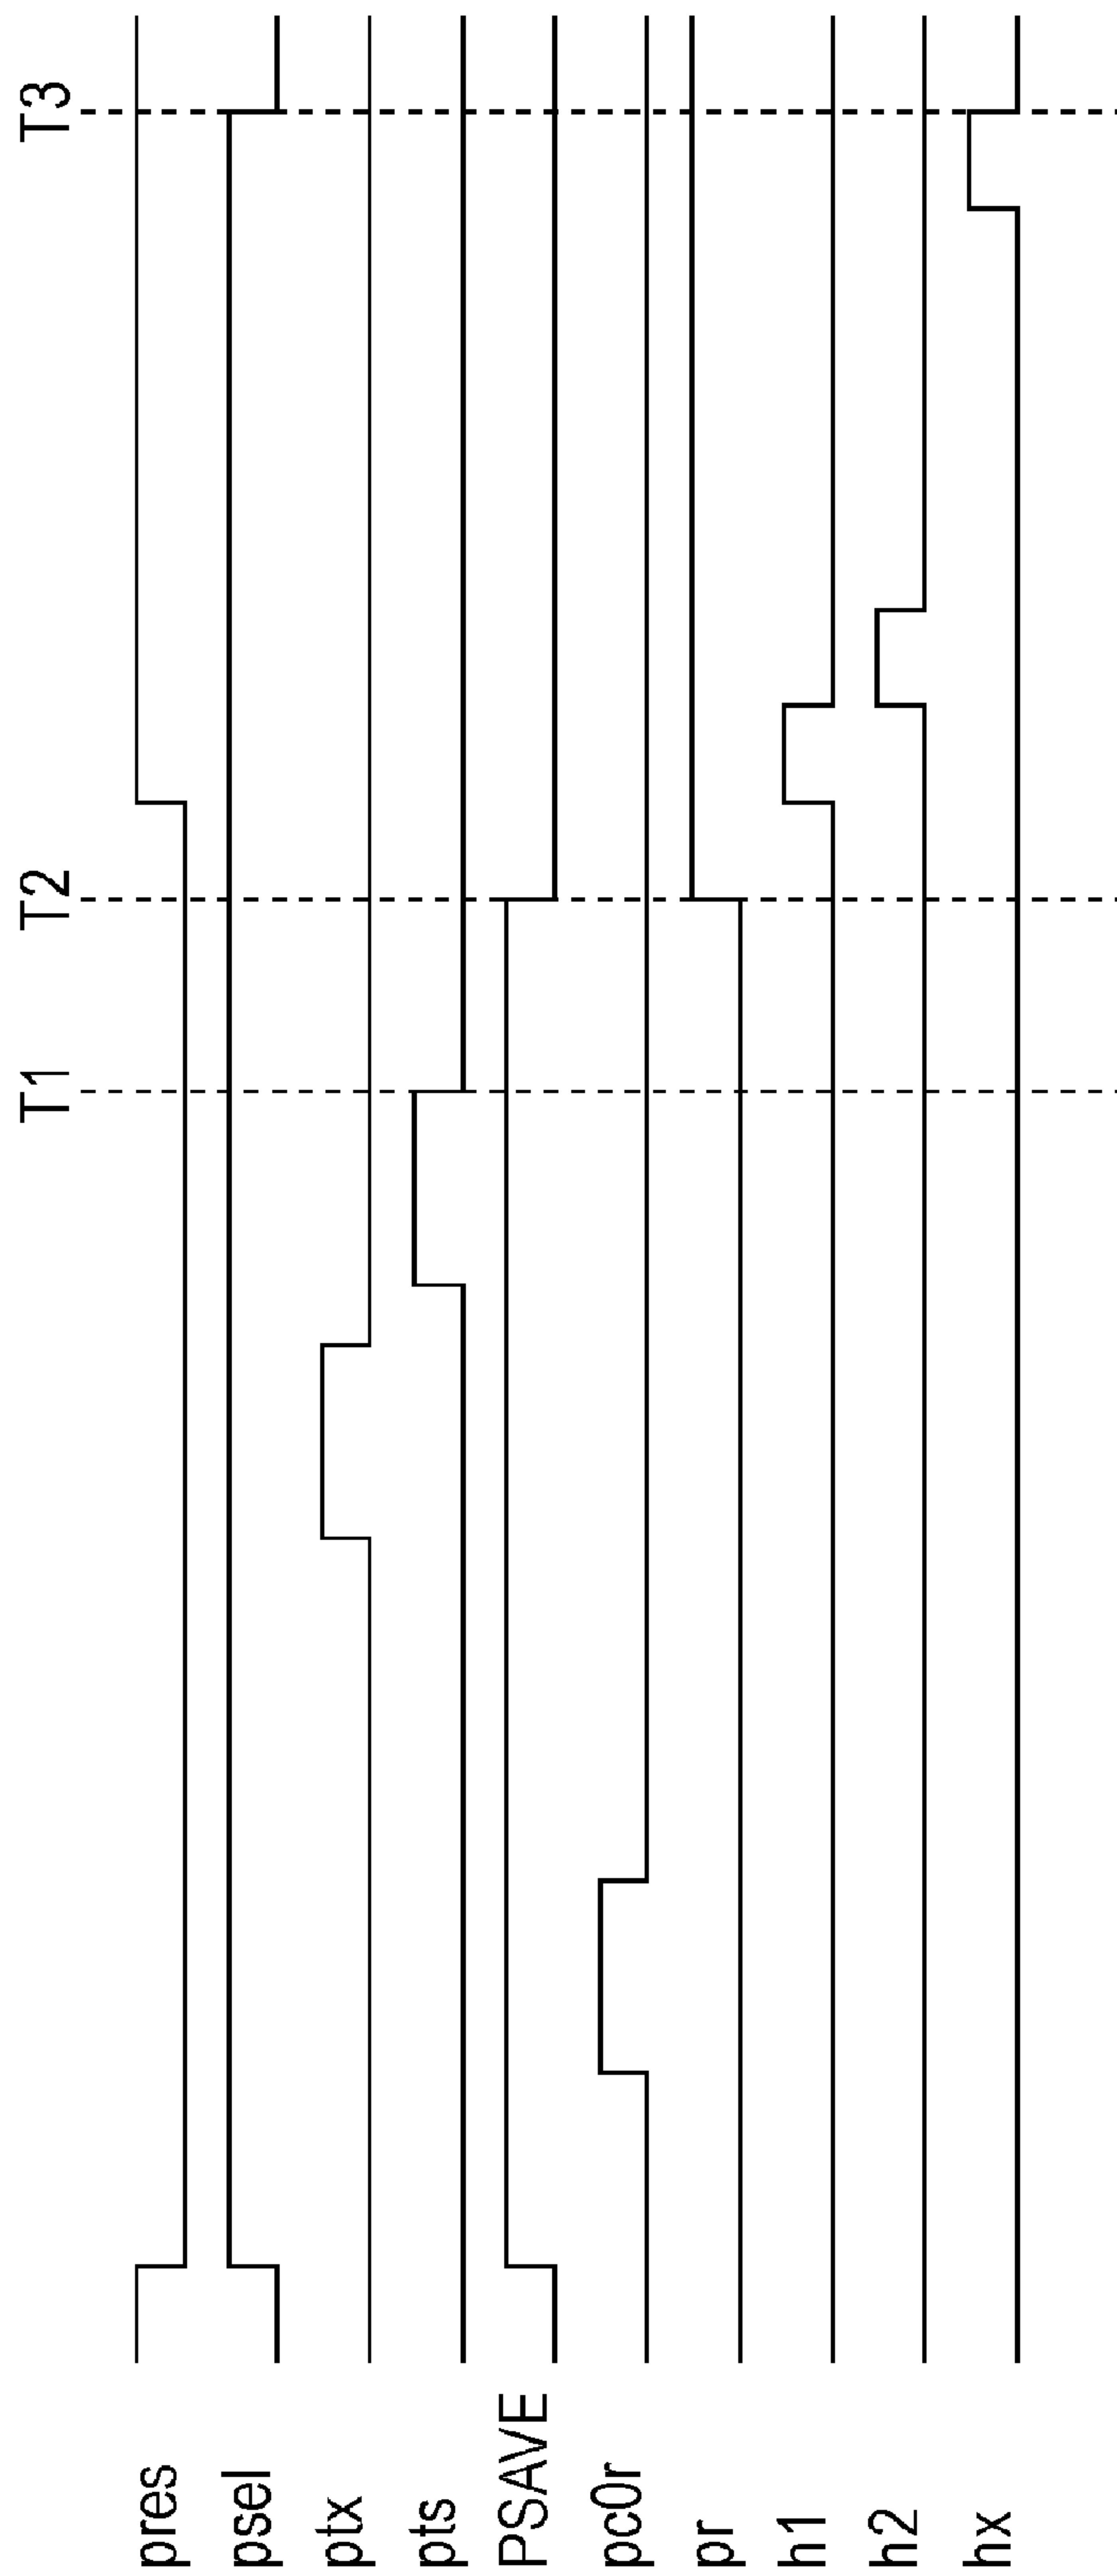 T1 T2 T3
pres
psel
ptx
pts
PSAVE
pc0r
pr
h1
h2
hx